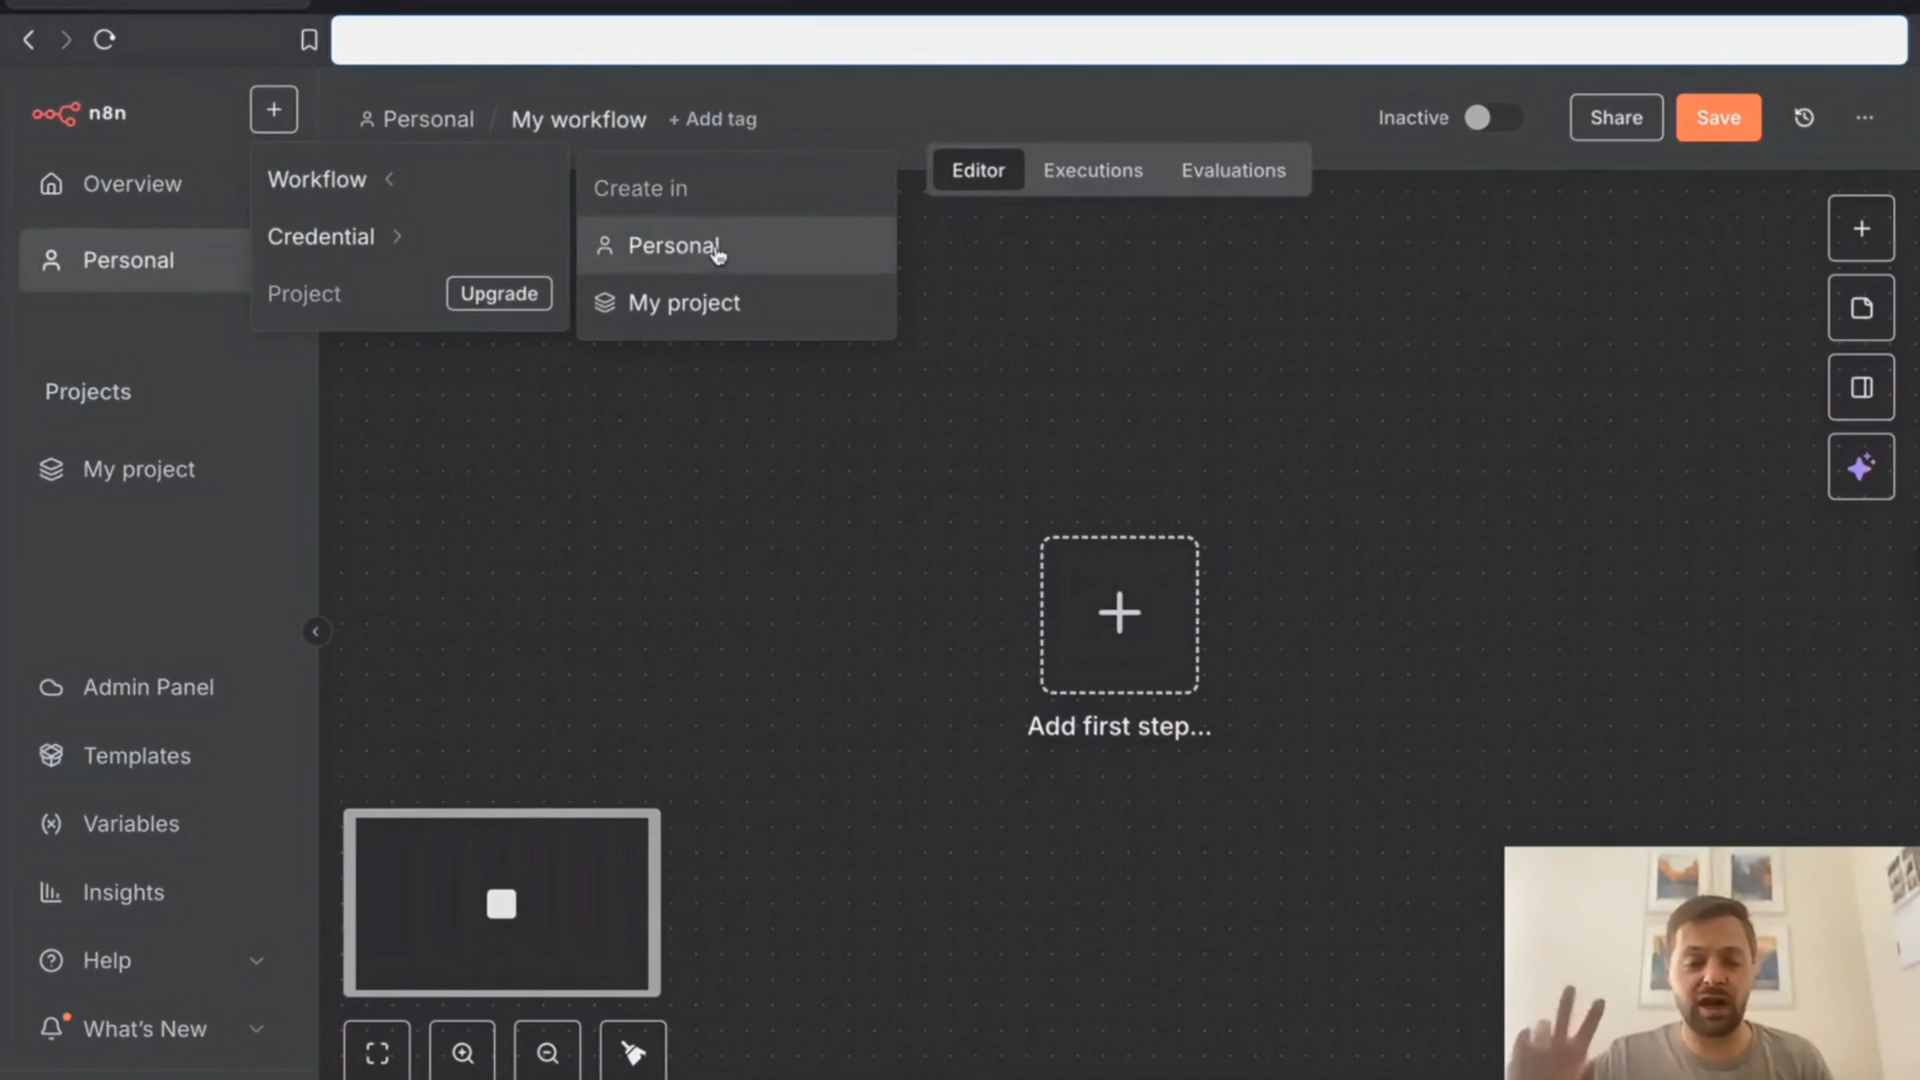 n8n
Personal / My workflow + Add tag
Inactive
Share
Save
Editor
Executions
Evaluations
Overview
Personal
Workflow
Credential
Project
Upgrade
Create in
Personal
My project
Projects
My project
Add first step...
Admin Panel
Templates
Variables
Insights
Help
What's New